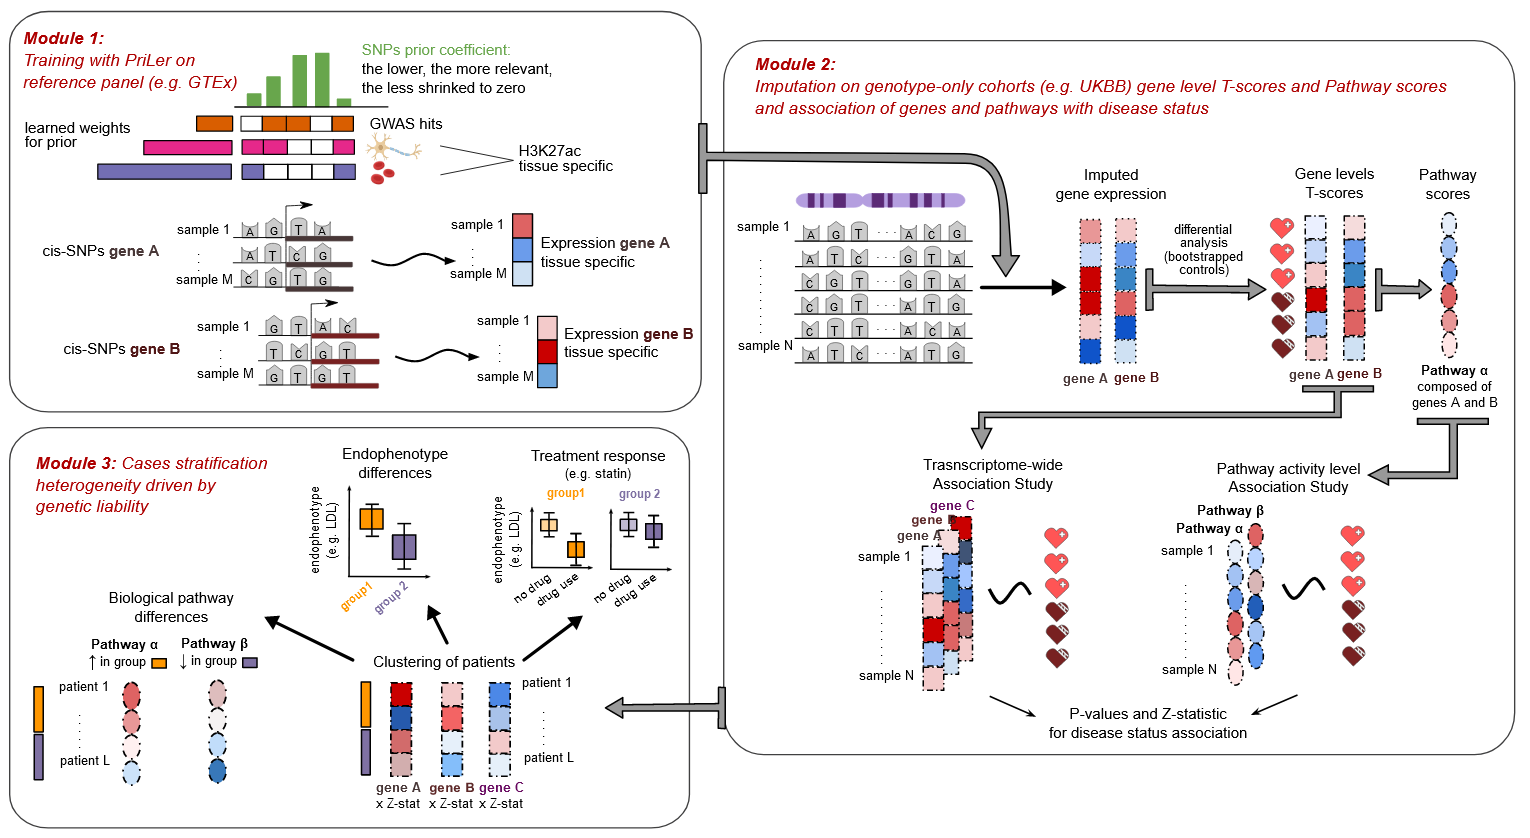 Module 1:
Training with PriLer on
reference panel (e.g. GTEx)
SNPs prior coefficient:
the lower, the more relevant,
the less shrinked to zero
learned weights
for prior
GWAS hits
H3K27ac
tissue specific
cis-SNPs gene A
sample 1
sample M
A G T A
A T C G
C G T G
sample 1
sample M
Expression gene A
tissue specific
cis-SNPs gene B
sample 1
sample M
G T A C
T C G T
G T G T
sample 1
sample M
Expression gene B
tissue specific
Module 2:
Imputation on genotype-only cohorts (e.g. UKBB) gene level T-scores and Pathway scores
and association of genes and pathways with disease status
sample 1
sample N
A G T ... A C G
A T C ... G T A
C G T ... G T A
C G T ... A T G
C T T ... A C A
A T C ... A T G
Imputed
gene expression
gene A gene B
differential
analysis
(bootstrapped
controls)
Gene levels
T-scores
gene A gene B
Pathway
scores
Pathway α
composed of
genes A and B
Trasnscriptome-wide
Association Study
gene C
gene B
gene A
sample 1
sample N
Pathway activity level
Association Study
Pathway β
Pathway α
sample 1
sample N
P-values and Z-statistic
for disease status association
Module 3: Cases stratification
heterogeneity driven by
genetic liability
Endophenotype
differences
endophenotype
(e.g. LDL)
group1
group 2
Treatment response
(e.g. statin)
group1
group 2
endophenotype
(e.g. LDL)
no drug
drug use
no drug
drug use
Biological pathway
differences
Pathway α
↑ in group
Pathway β
↓ in group
patient 1
patient L
Clustering of patients
patient 1
patient L
gene A gene B gene C
x Z-stat x Z-stat x Z-stat